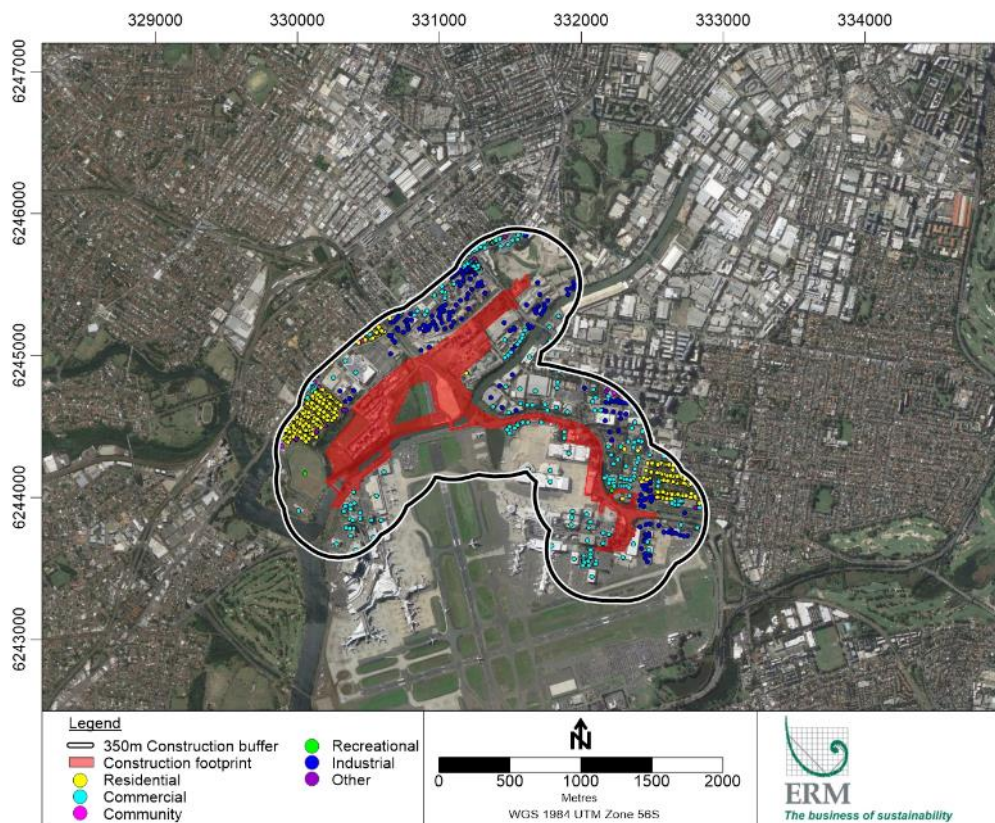 329000 330000 331000 332000 333000 334000
6247000
6246000
6245000
6244000
6243000
Legend
350m Construction buffer
Construction footprint
Residential
Commercial
Community
Recreational
Industrial
Other
N
0 500 1000 1500 2000
Metres
WGS 1984 UTM Zone 56S
ERM
The business of sustainability